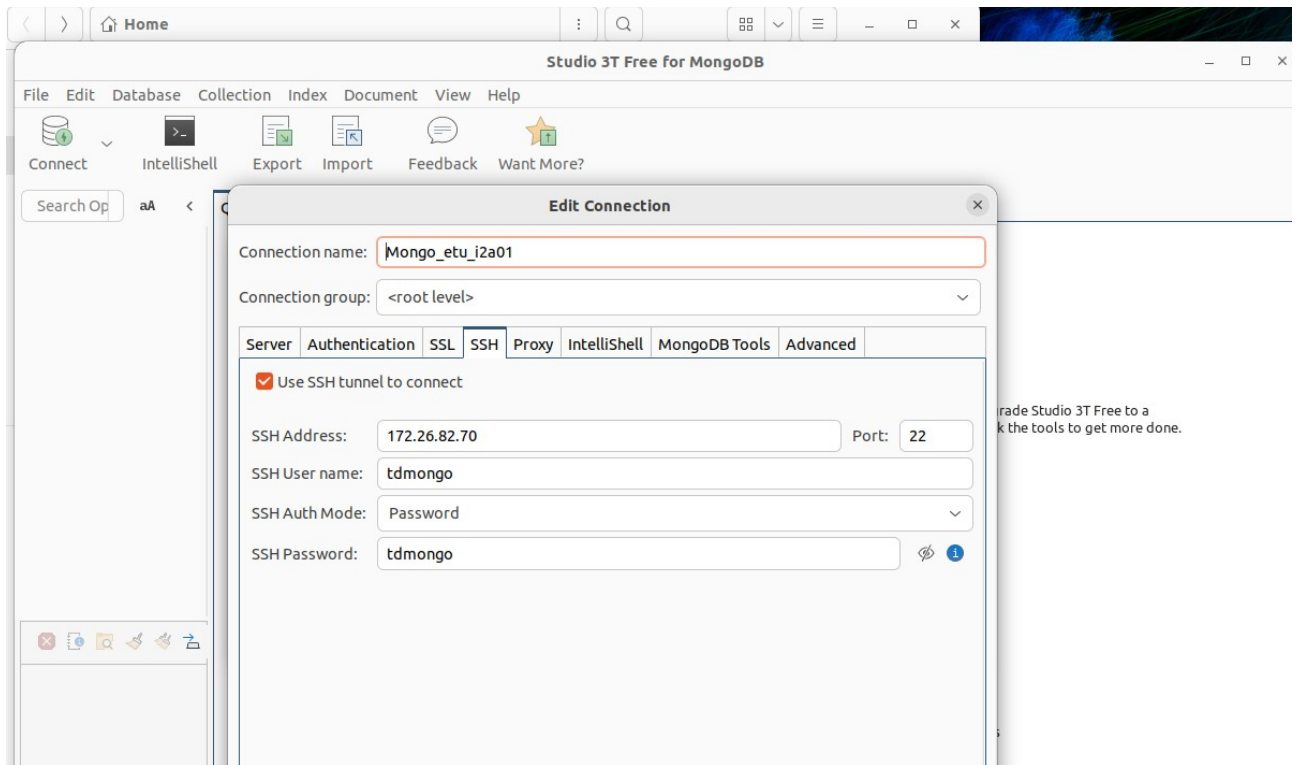 Home
Studio 3T Free for MongoDB
File Edit Database Collection Index Document View Help
Connect IntelliShell Export Import Feedback Want More?
Search Op aA
Edit Connection
Connection name: Mongo_etu_i2a01
Connection group: <root level>
Server Authentication SSL SSH Proxy IntelliShell MongoDB Tools Advanced
Use SSH tunnel to connect
rade Studio 3T Free to a
SSH Address: 172.26.82.70 Port: 22
k the tools to get more done.
SSH User name: tdmongo
SSH Auth Mode: Password
SSH Password: tdmongo